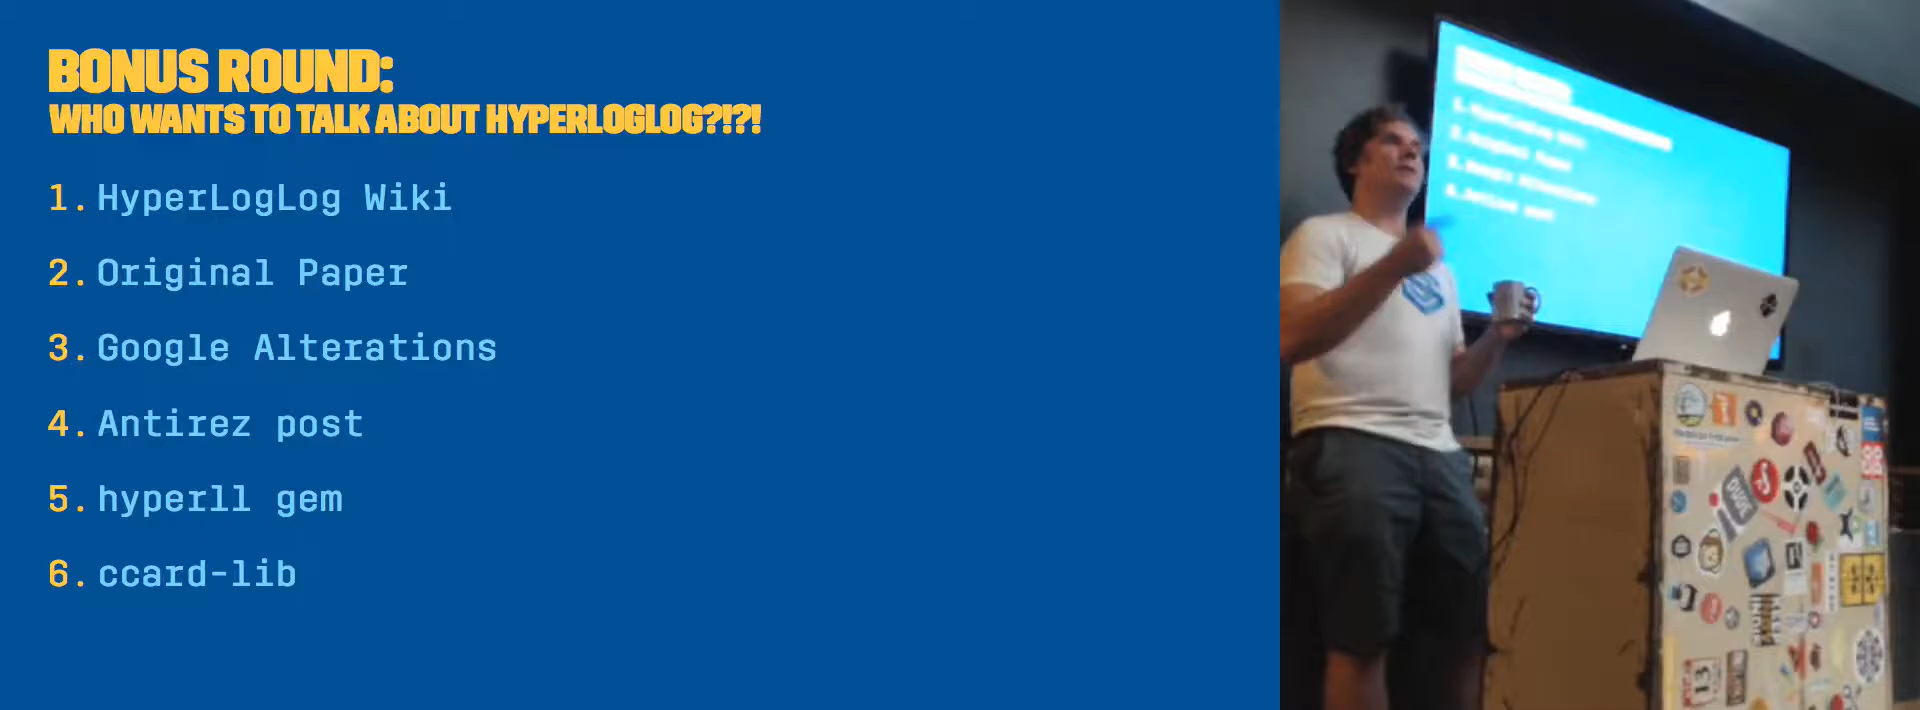 BONUS ROUND:
WHO WANTS TO TALK ABOUT HYPERLOGLOG?!?!
1. HyperLogLog Wiki
2. Original Paper
3. Google Alterations
4. Antirez post
5. hyperll gem
6. ccard-lib